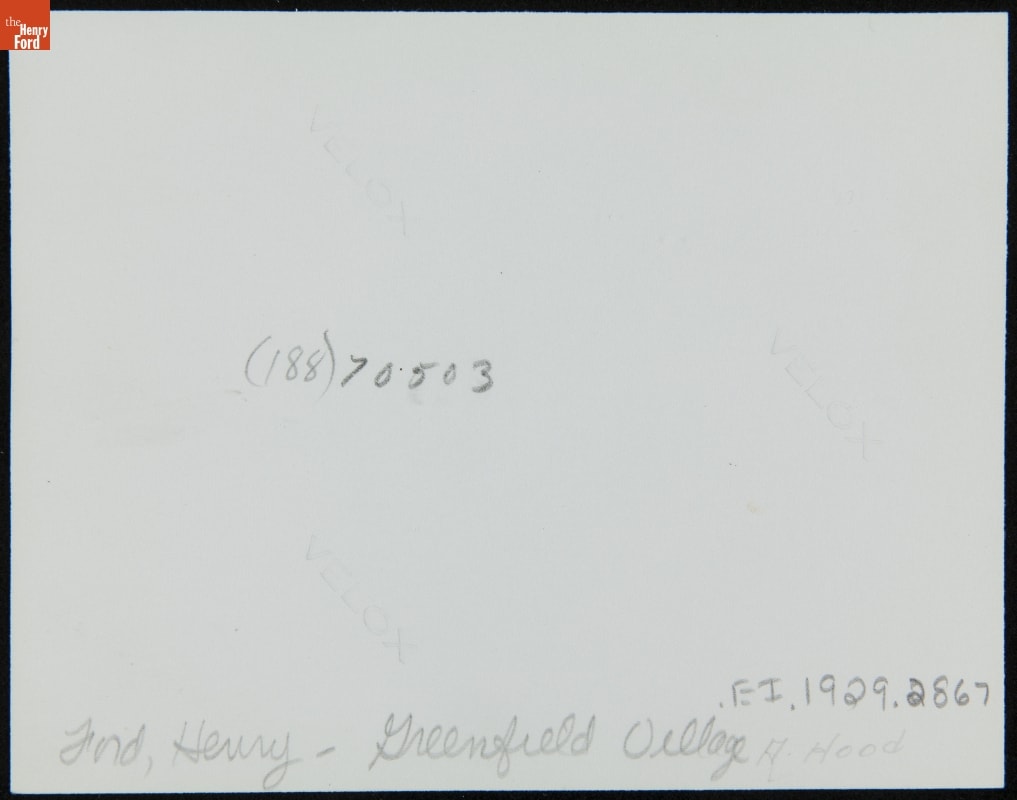 the
Henry
Ford
VELOX
(188) 70503
VELOX
VELOX
.EI.1929.2867
Ford, Henry - Greenfield Village H. Hood